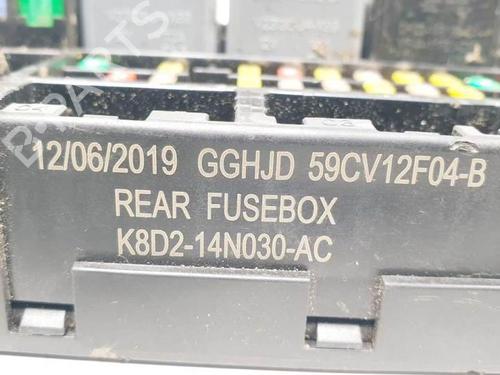 12/06/2019 GGHJD 59CV12F04-B
REAR FUSEBOX
K8D2-14N030-AC